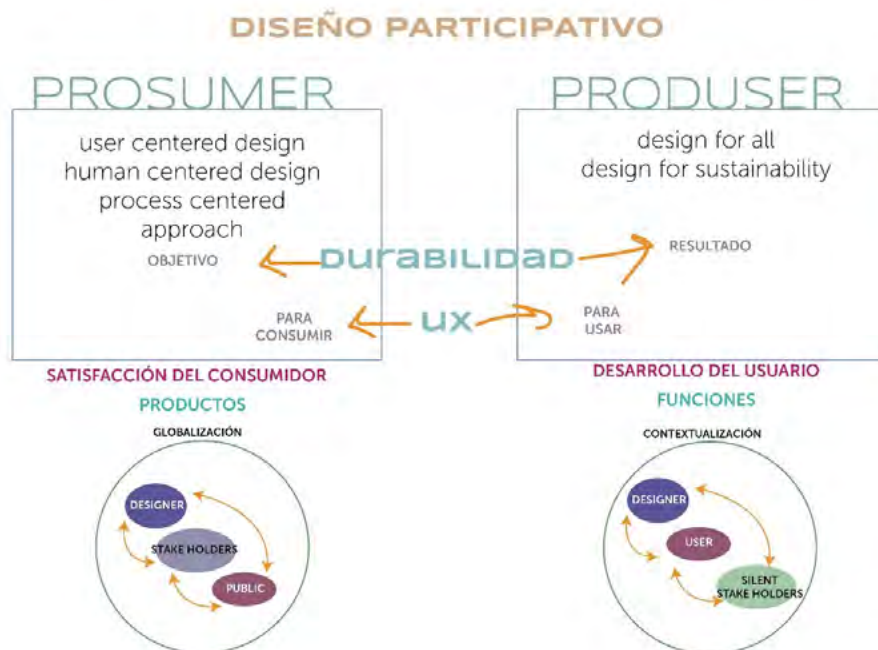 DISEÑO PARTICIPATIVO
PROSUMER
user centered design
human centered design
process centered
approach
OBJETIVO
PARA
CONSUMIR
DURABILIDAD
UX
PRODUSER
design for all
design for sustainability
RESULTADO
PARA
USAR
SATISFACCIÓN DEL CONSUMIDOR
PRODUCTOS
GLOBALIZACIÓN
DESIGNER
STAKE HOLDERS
PUBLIC
DESARROLLO DEL USUARIO
FUNCIONES
CONTEXTUALIZACIÓN
DESIGNER
USER
SILENT
STAKE HOLDERS